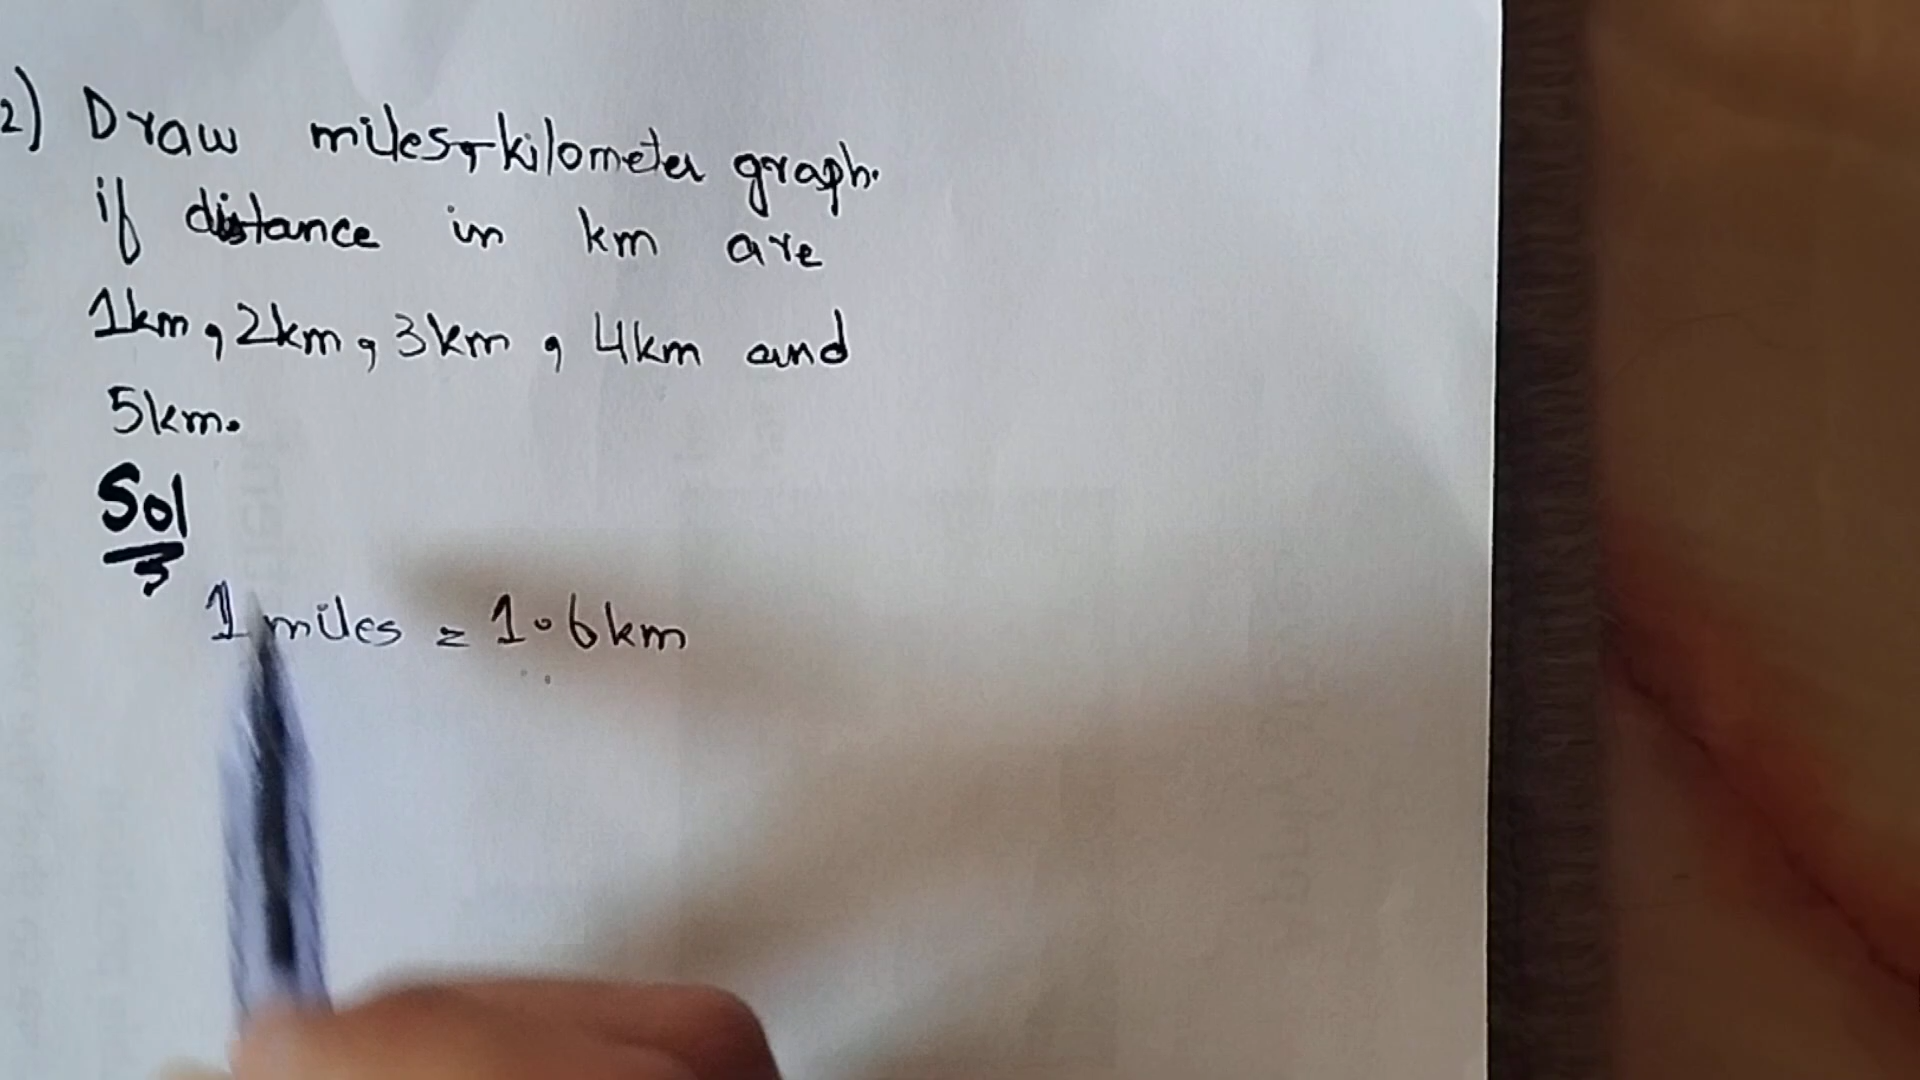 2) Draw miles-kilometer graph.
if distance in km are
1km, 2km, 3km, 4km and
5km.
Sol
1 miles = 1.6km